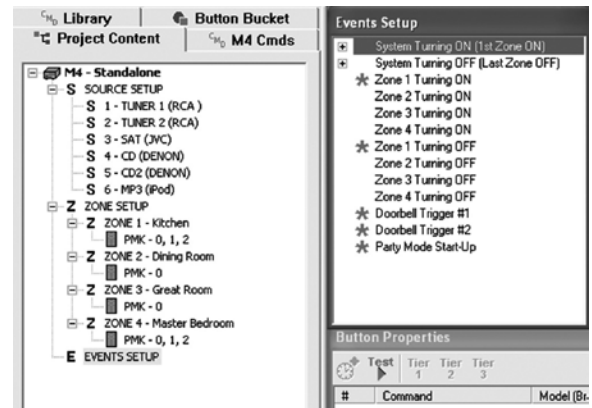 CMD Library
Button Bucket
Project Content
CMD M4 Cmds
M4 - Standalone
S SOURCE SETUP
S 1 - TUNER 1 (RCA )
S 2 - TUNER 2 (RCA)
S 3 - SAT (JVC)
S 4 - CD (DENON)
S 5 - CD2 (DENON)
S 6 - MP3 (iPod)
Z ZONE SETUP
Z ZONE 1 - Kitchen
PMK - 0, 1, 2
Z ZONE 2 - Dining Room
PMK - 0
Z ZONE 3 - Great Room
PMK - 0
Z ZONE 4 - Master Bedroom
PMK - 0, 1, 2
E EVENTS SETUP
Events Setup
System Turning ON (1st Zone ON)
System Turning OFF (Last Zone OFF)
Zone 1 Turning ON
Zone 2 Turning ON
Zone 3 Turning ON
Zone 4 Turning ON
Zone 1 Turning OFF
Zone 2 Turning OFF
Zone 3 Turning OFF
Zone 4 Turning OFF
Doorbell Trigger #1
Doorbell Trigger #2
Party Mode Start-Up
Button Properties
Test
Tier 1
Tier 2
Tier 3
# Command Model (Br